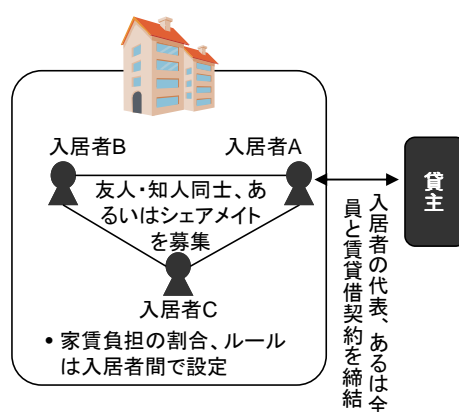 入居者B
入居者A
友人・知人同士、あ
るいはシェアメイト
を募集
入居者C
• 家賃負担の割合、ルール
は入居者間で設定
入居者の代表、あるは全
員と賃貸借契約を締結
貸主